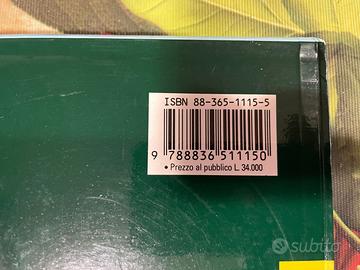 ISBN 88-365-1115-5
9 788836 511150
• Prezzo al pubblico L. 34.000
subito